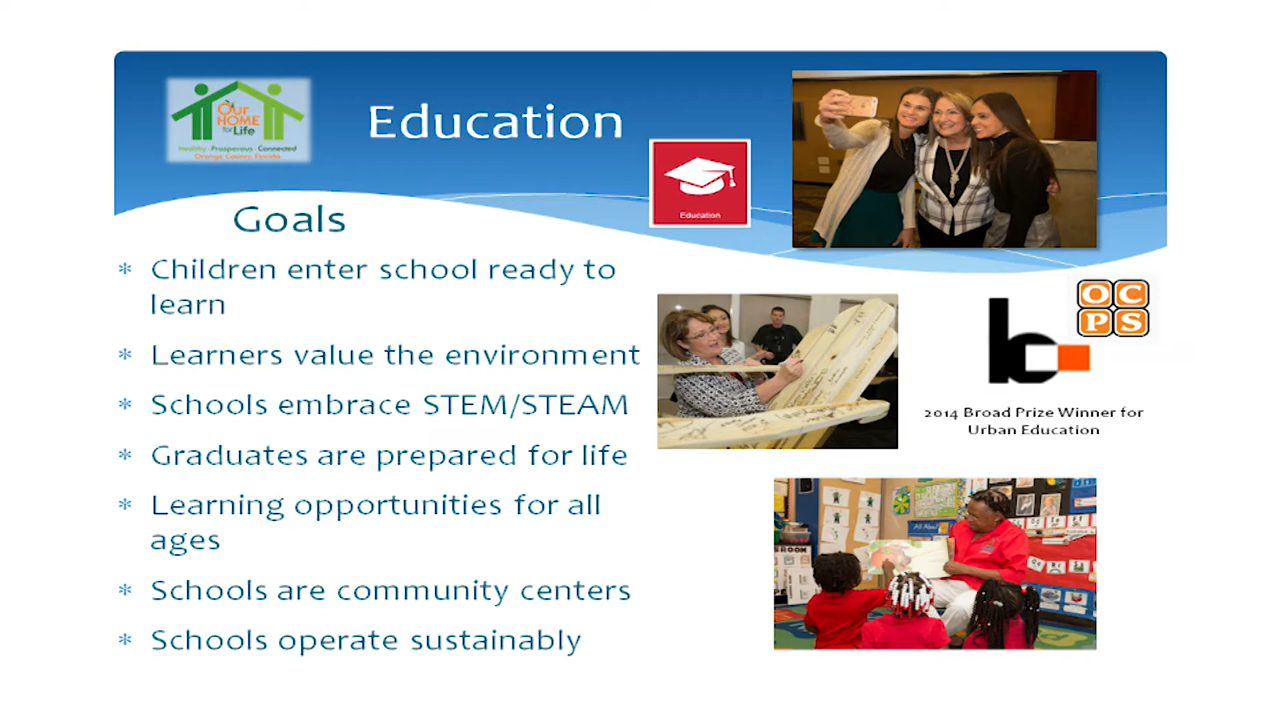 Our
HOME
for Life
Healthy · Prosperous · Connected
Orange County, Florida
Education
Education
Goals
* Children enter school ready to
learn
* Learners value the environment
* Schools embrace STEM/STEAM
* Graduates are prepared for life
* Learning opportunities for all
ages
* Schools are community centers
* Schools operate sustainably
O C
P S
b
2014 Broad Prize Winner for
Urban Education
All About